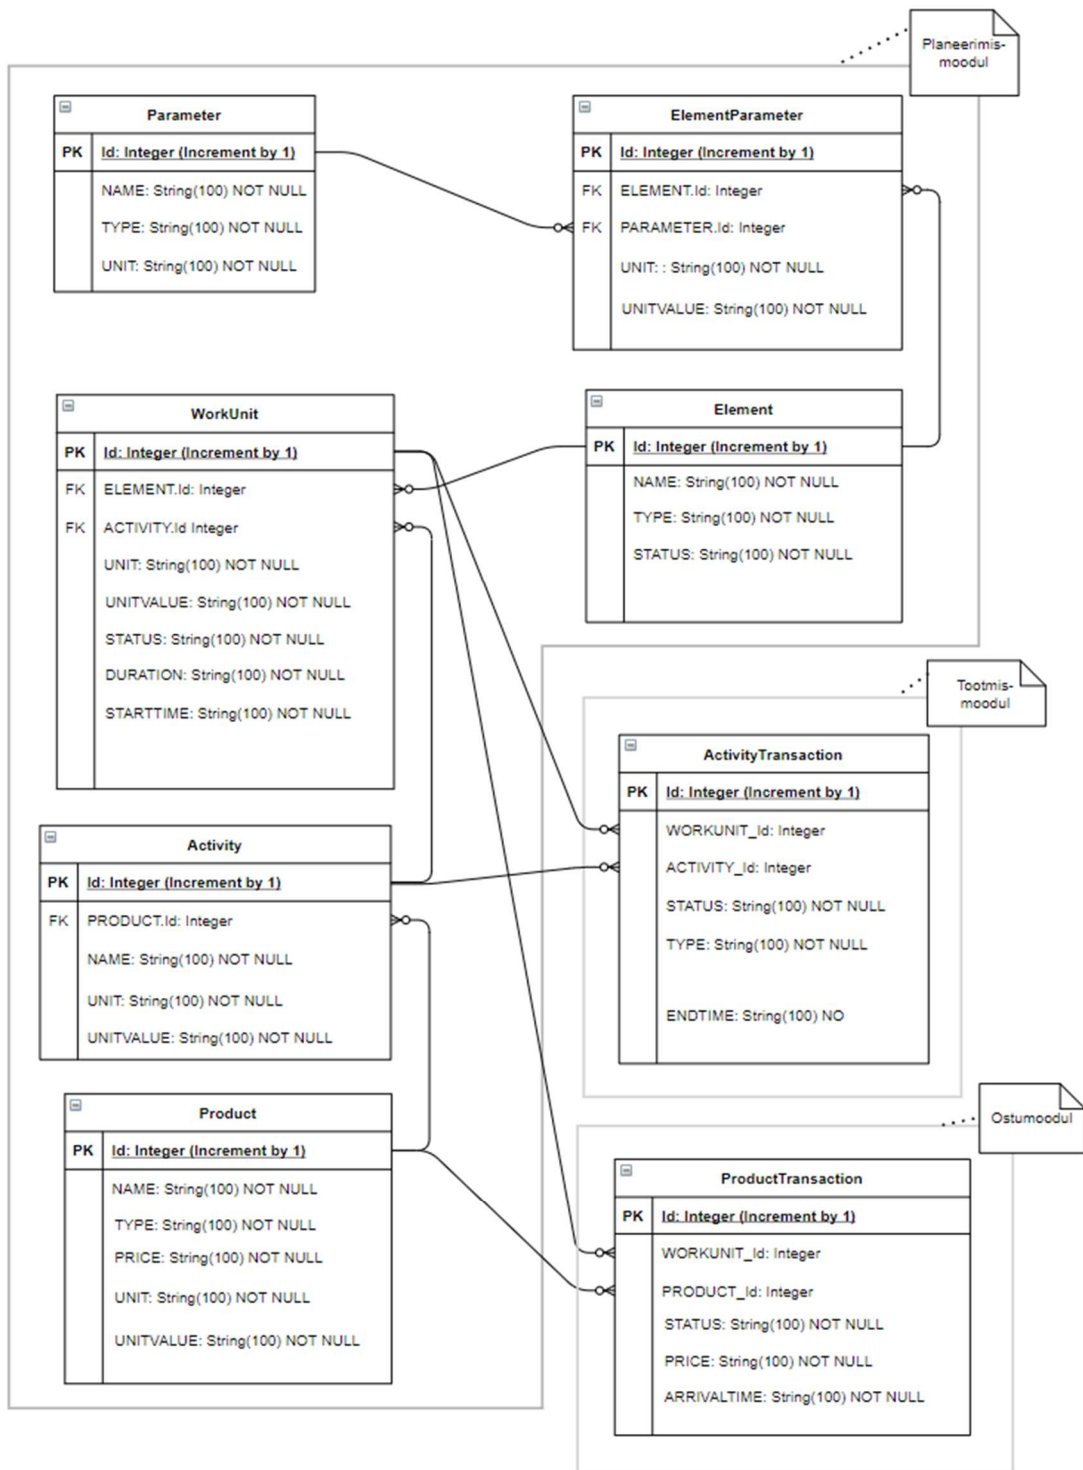 Planeerimis-
moodul
Parameter
PK Id: Integer (Increment by 1)
NAME: String(100) NOT NULL
TYPE: String(100) NOT NULL
UNIT: String(100) NOT NULL
ElementParameter
PK Id: Integer (Increment by 1)
FK ELEMENT.Id: Integer
FK PARAMETER.Id: Integer
UNIT: : String(100) NOT NULL
UNITVALUE: String(100) NOT NULL
WorkUnit
PK Id: Integer (Increment by 1)
FK ELEMENT.Id: Integer
FK ACTIVITY.Id Integer
UNIT: String(100) NOT NULL
UNITVALUE: String(100) NOT NULL
STATUS: String(100) NOT NULL
DURATION: String(100) NOT NULL
STARTTIME: String(100) NOT NULL
Element
PK Id: Integer (Increment by 1)
NAME: String(100) NOT NULL
TYPE: String(100) NOT NULL
STATUS: String(100) NOT NULL
Tootmis-
moodul
ActivityTransaction
PK Id: Integer (Increment by 1)
WORKUNIT_Id: Integer
ACTIVITY_Id: Integer
STATUS: String(100) NOT NULL
TYPE: String(100) NOT NULL
ENDTIME: String(100) NO
Activity
PK Id: Integer (Increment by 1)
FK PRODUCT.Id: Integer
NAME: String(100) NOT NULL
UNIT: String(100) NOT NULL
UNITVALUE: String(100) NOT NULL
Product
PK Id: Integer (Increment by 1)
NAME: String(100) NOT NULL
TYPE: String(100) NOT NULL
PRICE: String(100) NOT NULL
UNIT: String(100) NOT NULL
UNITVALUE: String(100) NOT NULL
Ostumoodul
ProductTransaction
PK Id: Integer (Increment by 1)
WORKUNIT_Id: Integer
PRODUCT_Id: Integer
STATUS: String(100) NOT NULL
PRICE: String(100) NOT NULL
ARRIVALTIME: String(100) NOT NULL